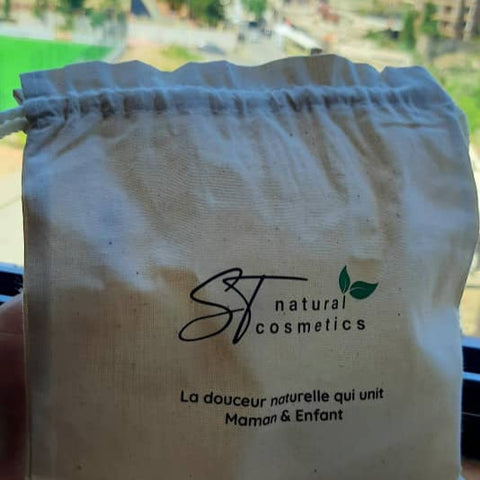 ST natural
cosmetics
La douceur naturelle qui unit
Maman & Enfant